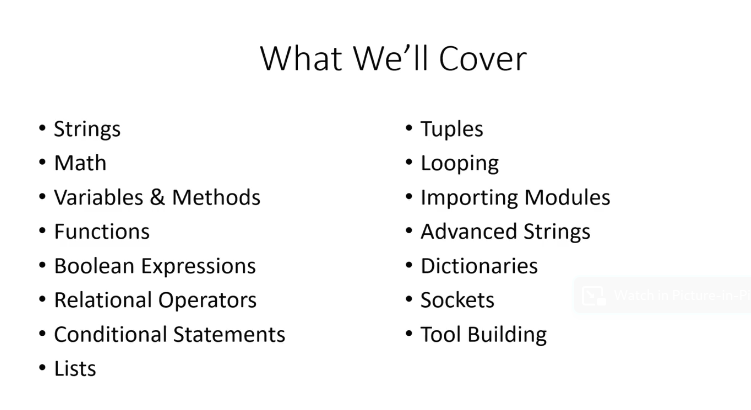 What We'll Cover
• Strings
• Math
• Variables & Methods
• Functions
• Boolean Expressions
• Relational Operators
• Conditional Statements
• Lists
• Tuples
• Looping
• Importing Modules
• Advanced Strings
• Dictionaries
• Sockets
• Tool Building